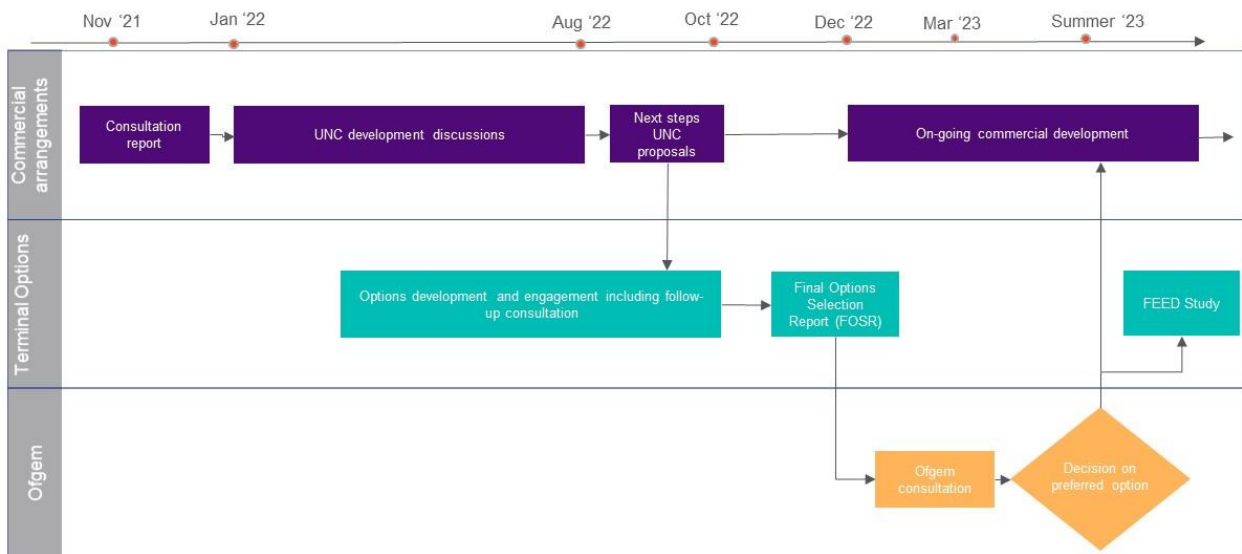 Nov ‘21
Jan ‘22
Aug ‘22
Oct ‘22
Dec ‘22
Mar ‘23
Summer ‘23
Commercial
arrangements
Consultation
report
UNC development discussions
Next steps
UNC
proposals
On-going commercial development
Terminal Options
Options development and engagement including follow-
up consultation
Final Options
Selection
Report (FOSR)
FEED Study
Ofgem
Ofgem
consultation
Decision on
preferred option